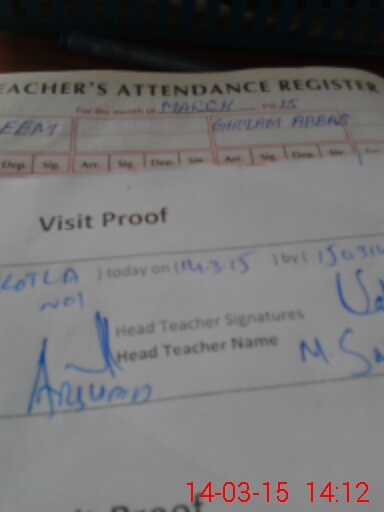 TEACHER'S ATTENDANCE REGISTER
For the month of MARCH 2015
EEM GHULAM ABBAS
Dep. Sig. Arr. Sig. Dep. Sig. Arr. Sig. Dep. Sig.
Visit Proof
KOTLA ) today on (14.3.15 ) by (
NO1
Head Teacher Signatures
Head Teacher Name M.
14-03-15 14:12